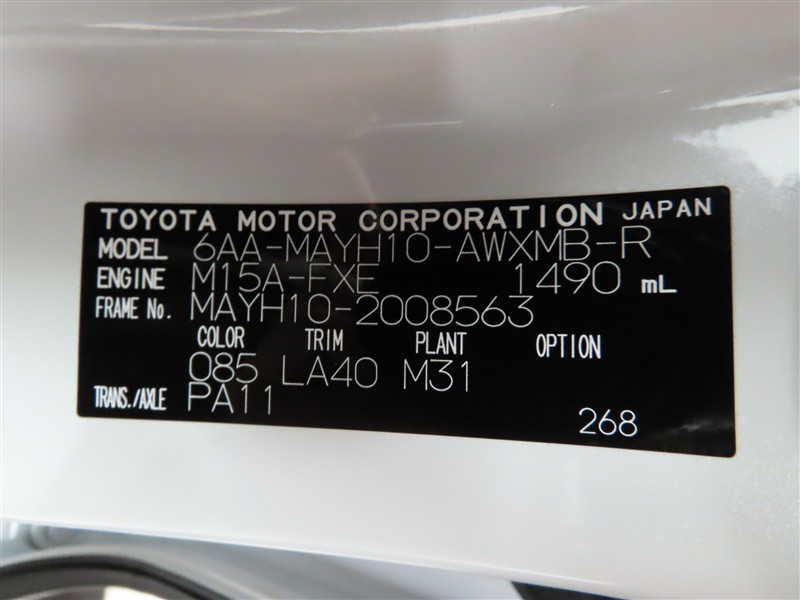 TOYOTA MOTOR CORPORATION JAPAN
MODEL 6AA-MAYH10-AWXMB-R
ENGINE M15A-FXE 1490 mL
FRAME No. MAYH10-2008563
COLOR TRIM PLANT OPTION
085 LA40 M31
TRANS./AXLE PA11
268